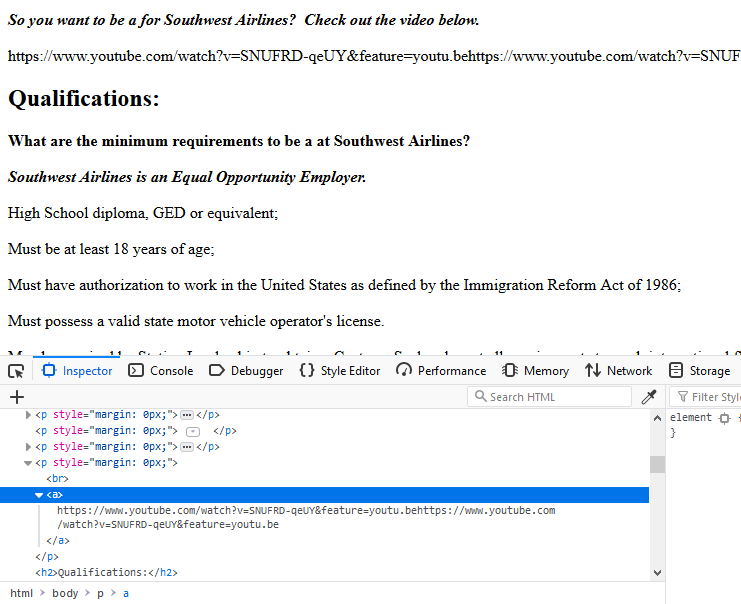 So you want to be a for Southwest Airlines?  Check out the video below.
https://www.youtube.com/watch?v=SNUFRD-qeUY&feature=youtu.behttps://www.youtube.com/watch?v=SNUF
Qualifications:
What are the minimum requirements to be a at Southwest Airlines?
Southwest Airlines is an Equal Opportunity Employer.
High School diploma, GED or equivalent;
Must be at least 18 years of age;
Must have authorization to work in the United States as defined by the Immigration Reform Act of 1986;
Must possess a valid state motor vehicle operator's license.
Inspector Console Debugger {} Style Editor Performance Memory Network Storage
+ Search HTML Filter Style
<p style="margin: 0px;"> ••• </p> element {
<p style="margin: 0px;"> </p> }
<p style="margin: 0px;"> ••• </p>
<p style="margin: 0px;">
<br>
<a>
https://www.youtube.com/watch?v=SNUFRD-qeUY&feature=youtu.behttps://www.youtube.com
/watch?v=SNUFRD-qeUY&feature=youtu.be
</a>
</p>
<h2>Qualifications:</h2>
html > body > p > a